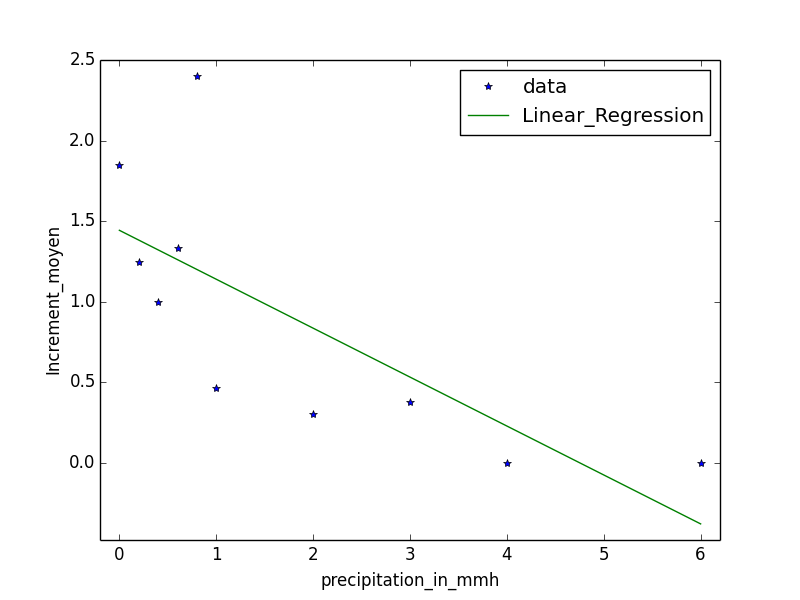 2.5
2.0
1.5
1.0
0.5
0.0
Increment_moyen
data
Linear_Regression
0 1 2 3 4 5 6
precipitation_in_mmh